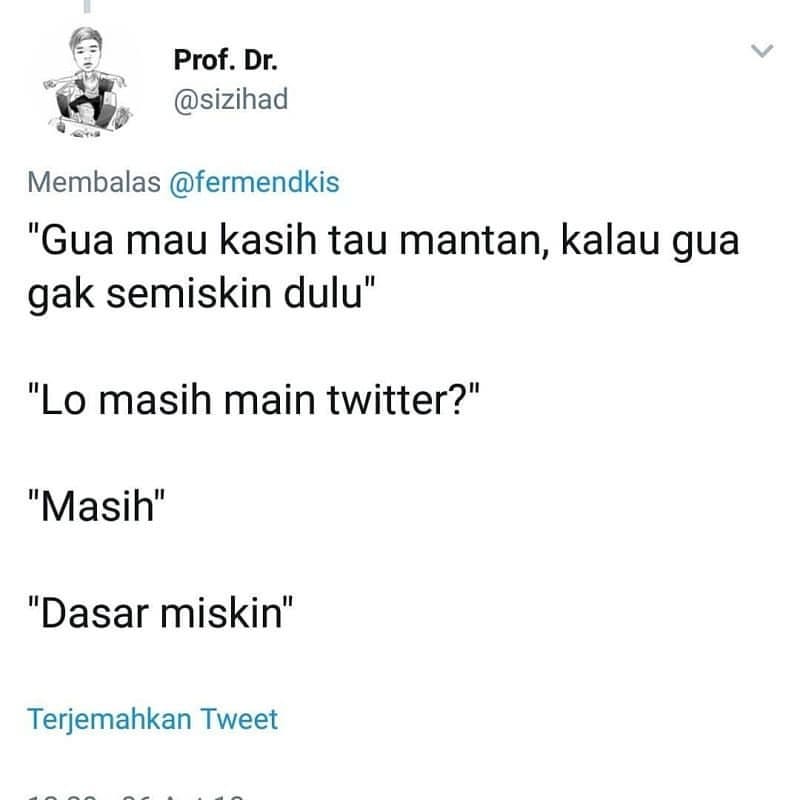 Prof. Dr.
@sizihad
Membalas @fermendkis
"Gua mau kasih tau mantan, kalau gua
gak semiskin dulu"
"Lo masih main twitter?"
"Masih"
"Dasar miskin"
Terjemahkan Tweet